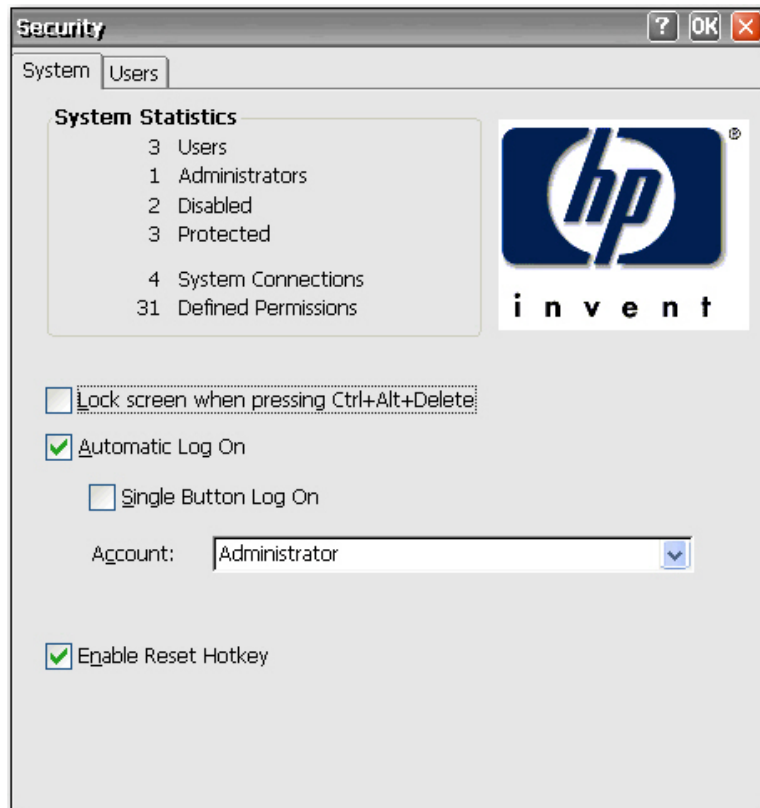 Security
? OK X
System Users
System Statistics
3 Users
1 Administrators
2 Disabled
3 Protected
4 System Connections
31 Defined Permissions
hp®
invent
Lock screen when pressing Ctrl+Alt+Delete
Automatic Log On
Single Button Log On
Account: Administrator
Enable Reset Hotkey